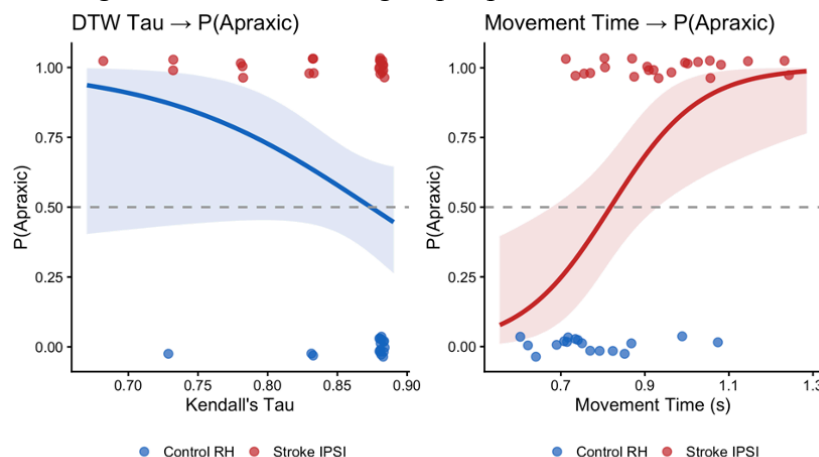 DTW Tau → P(Apraxic)
P(Apraxic)
1.00
0.75
0.50
0.25
0.00
0.70 0.75 0.80 0.85 0.90
Kendall's Tau
Control RH Stroke IPSI
Movement Time → P(Apraxic)
P(Apraxic)
1.00
0.75
0.50
0.25
0.00
0.7 0.9 1.1 1.3
Movement Time (s)
Control RH Stroke IPSI